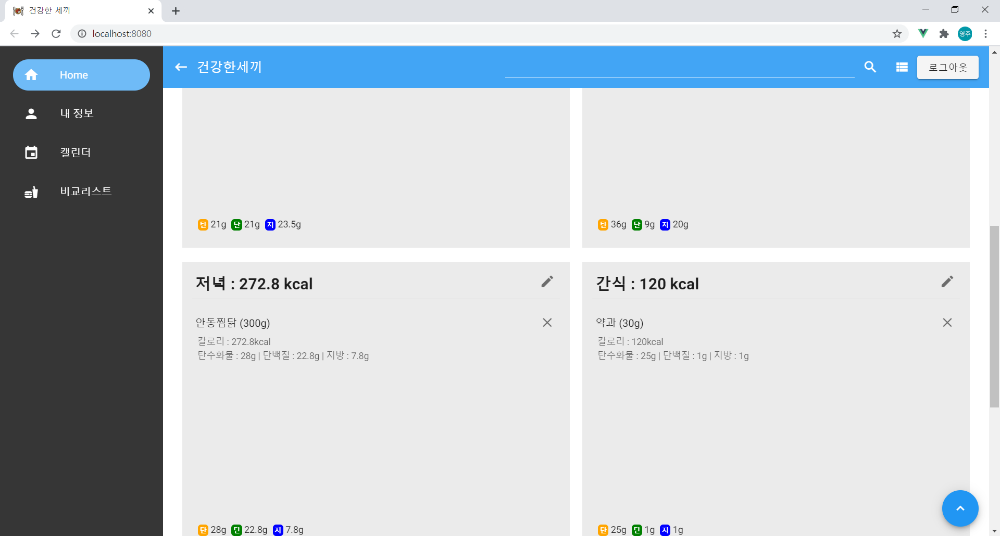 건강한 세끼
localhost:8080
영주
Home
내 정보
캘린더
비교리스트
건강한세끼
로그아웃
탄 21g 단 21g 지 23.5g
탄 36g 단 9g 지 20g
저녁 : 272.8 kcal
안동찜닭 (300g)
칼로리 : 272.8kcal
탄수화물 : 28g | 단백질 : 22.8g | 지방 : 7.8g
탄 28g 단 22.8g 지 7.8g
간식 : 120 kcal
약과 (30g)
칼로리 : 120kcal
탄수화물 : 25g | 단백질 : 1g | 지방 : 1g
탄 25g 단 1g 지 1g